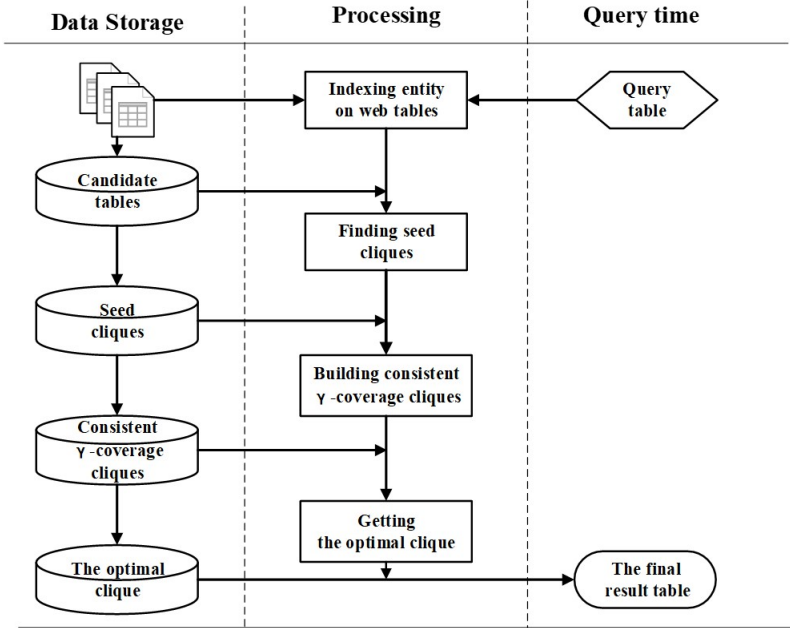 Data Storage
Processing
Query time
Indexing entity
on web tables
Query
table
Candidate
tables
Finding seed
cliques
Seed
cliques
Building consistent
γ -coverage cliques
Consistent
γ -coverage
cliques
Getting
the optimal clique
The optimal
clique
The final
result table